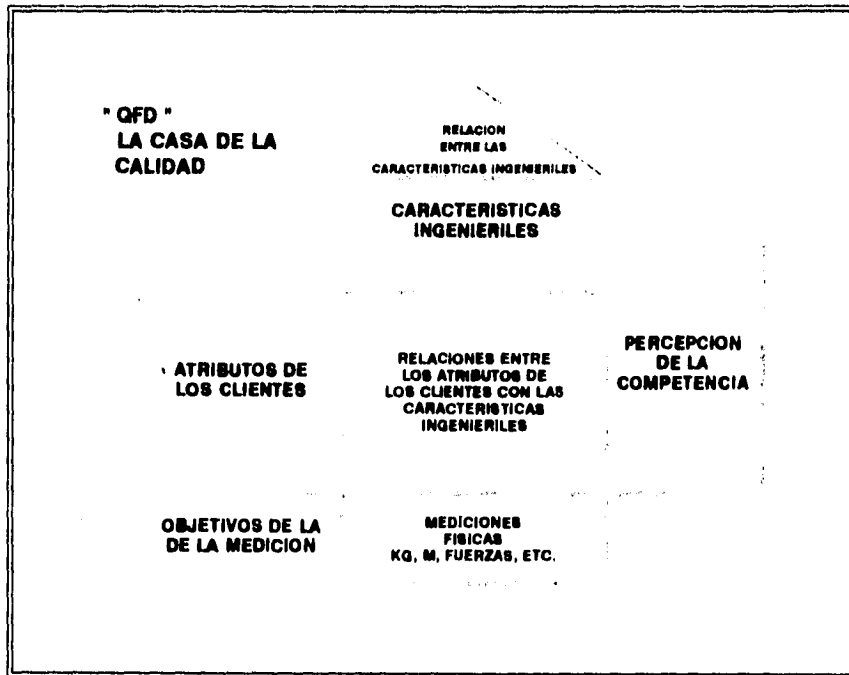 " QFD "
LA CASA DE LA
CALIDAD
RELACION
ENTRE LAS
CARACTERISTICAS INGENIERILES
CARACTERISTICAS
INGENIERILES
ATRIBUTOS DE
LOS CLIENTES
RELACIONES ENTRE
LOS ATRIBUTOS DE
LOS CLIENTES CON LAS
CARACTERISTICAS
INGENIERILES
PERCEPCION
DE LA
COMPETENCIA
OBJETIVOS DE LA
DE LA MEDICION
MEDICIONES
FISICAS
KG, M, FUERZAS, ETC.